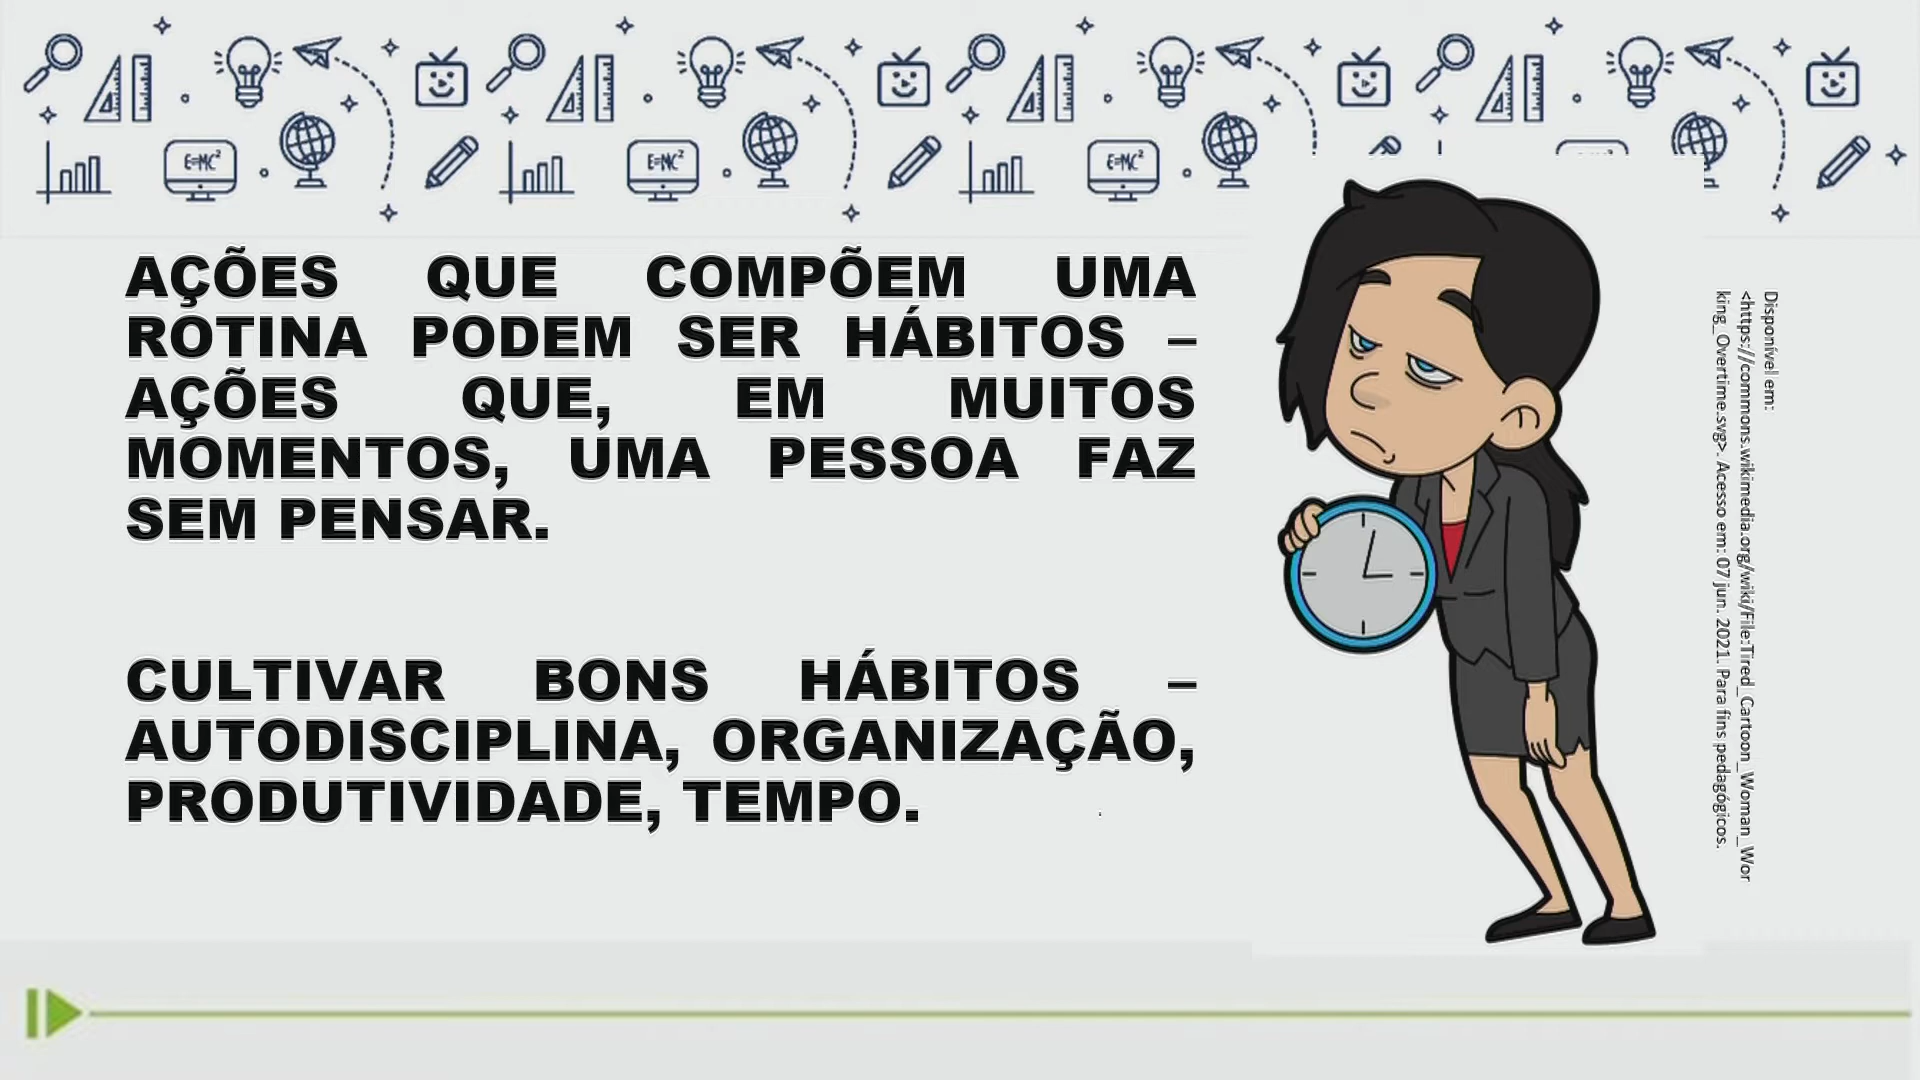 E=MC²
E=MC²
E=MC²
AÇÕES QUE COMPÕEM UMA
ROTINA PODEM SER HÁBITOS –
AÇÕES QUE, EM MUITOS
MOMENTOS, UMA PESSOA FAZ
SEM PENSAR.
CULTIVAR BONS HÁBITOS –
AUTODISCIPLINA, ORGANIZAÇÃO,
PRODUTIVIDADE, TEMPO.
Disponível em:
<https://commons.wikimedia.org/wiki/File:Tired_Cartoon_Woman_Wor
king_Overtime.svg>. Acesso em: 07 jun. 2021. Para fins pedagógicos.